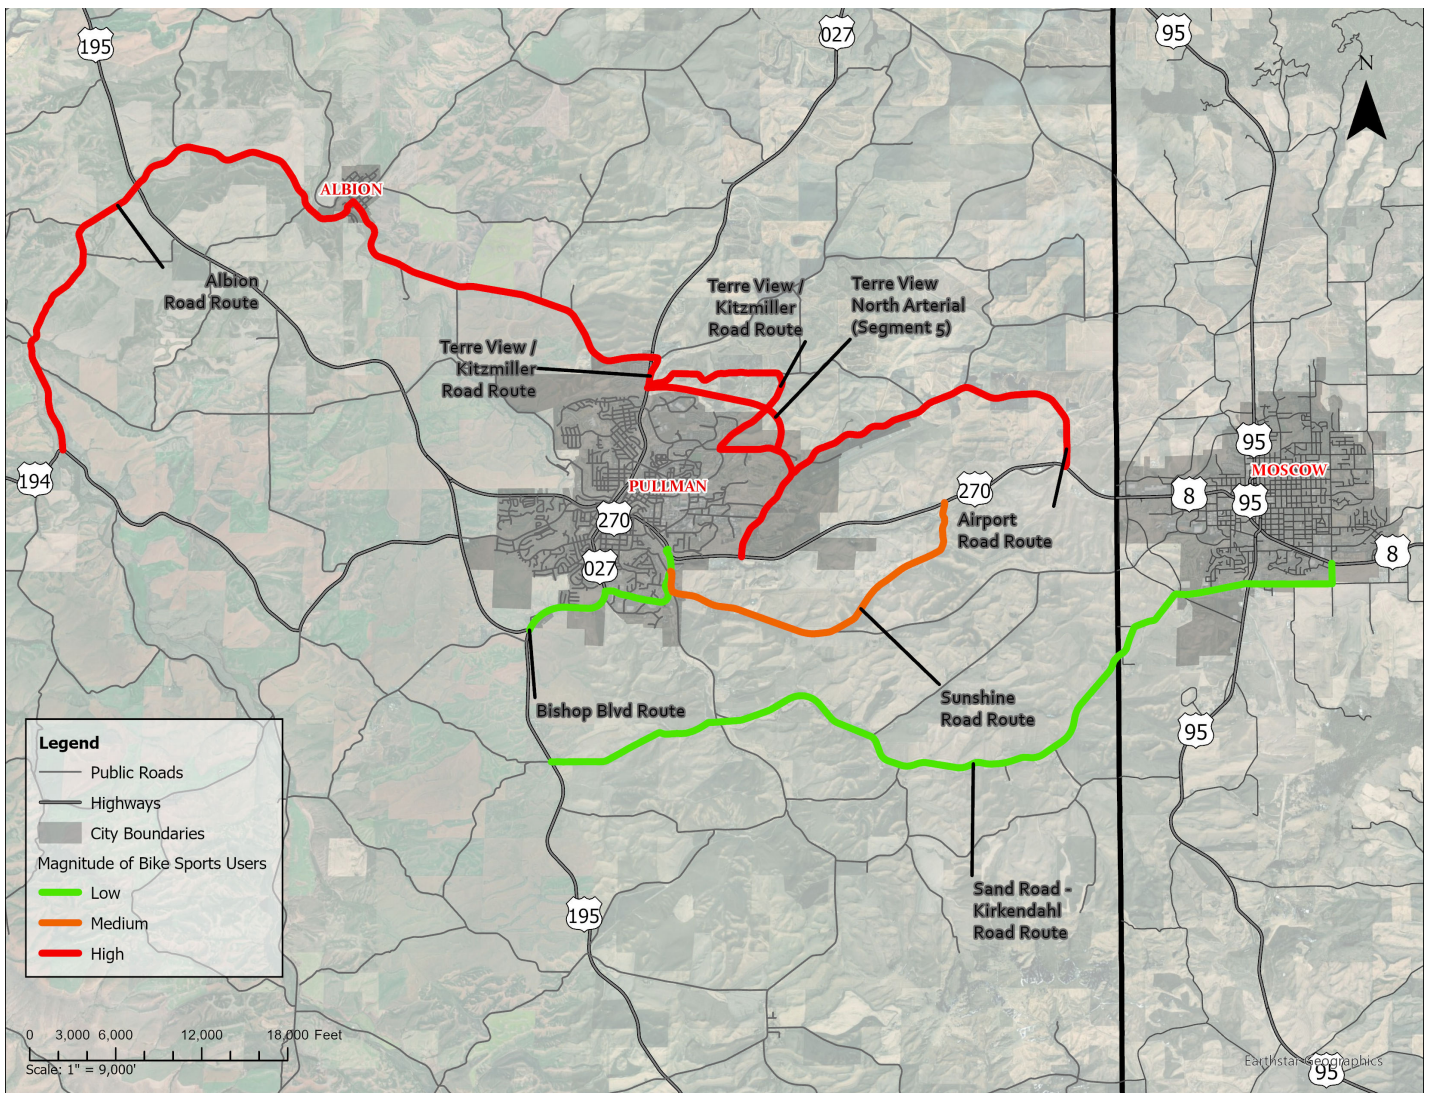 195
027
95
N
ALBION
Albion
Road Route
Terre View /
Kitzmiller
Road Route
Terre View
North Arterial
(Segment 5)
Terre View /
Kitzmiller
Road Route
95
MOSCOW
194
PULLMAN
270
8
95
270
Airport
Road Route
8
027
Sunshine
Road Route
Bishop Blvd Route
95
Legend
Public Roads
Highways
City Boundaries
Magnitude of Bike Sports Users
Low
Medium
High
Sand Road -
Kirkendahl
Road Route
195
0 3,000 6,000 12,000 18,000 Feet
Scale: 1" = 9,000'
Earthstar Geographics
95